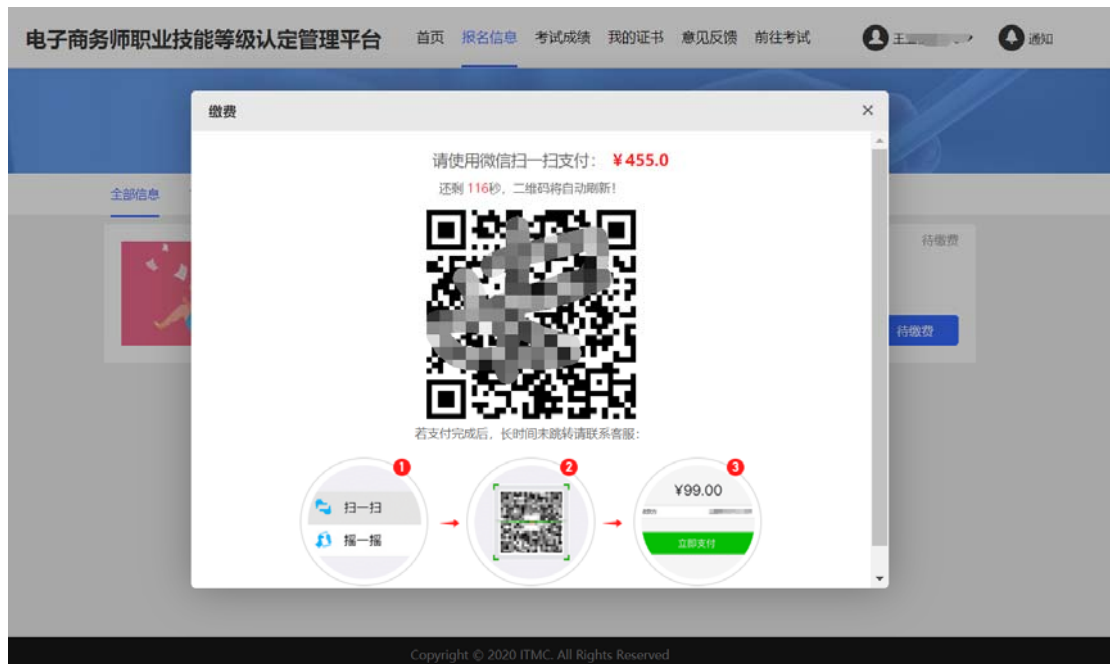 电子商务师职业技能等级认定管理平台 首页 报名信息 考试成绩 我的证书 意见反馈 前往考试 王 通知
缴费 ×
请使用微信扫一扫支付: ¥455.0
还剩 116秒, 二维码将自动刷新!
全部信息
待缴费
待缴费
若支付完成后, 长时间未跳转请联系客服:
1 2 3
扫一扫
摇一摇
¥99.00
立即支付
Copyright © 2020 ITMC. All Rights Reserved